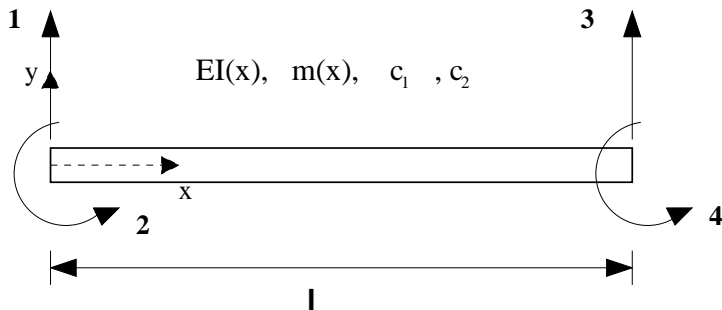 1 3
EI(x), m(x), c₁ , c₂
y
x
2 4
l